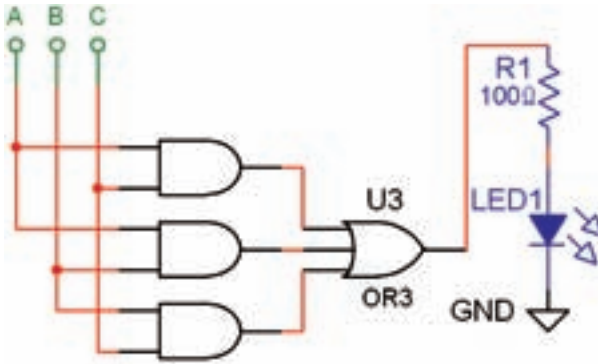 A B C
R1
100Ω
U3
LED1
OR3
GND